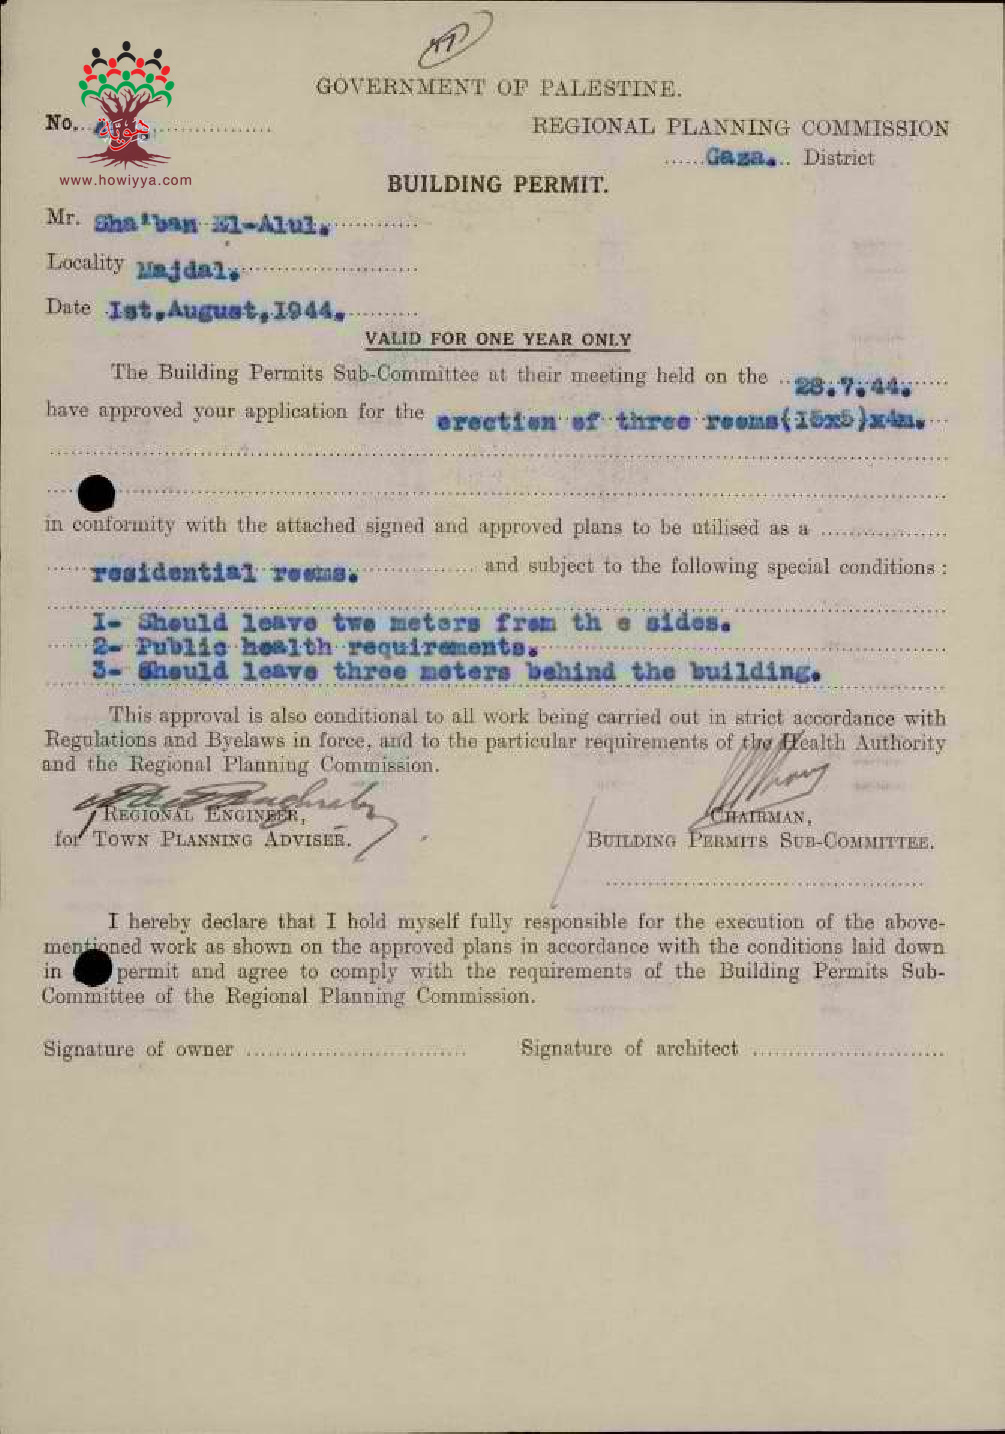 GOVERNMENT OF PALESTINE.
No.
REGIONAL PLANNING COMMISSION
Gaza. District
www.howiyya.com
BUILDING PERMIT.
Mr. Sha'ban El-Alul.
Locality Majdal.
Date 1st.August,1944.
VALID FOR ONE YEAR ONLY
The Building Permits Sub-Committee at their meeting held on the 28.7.44.
have approved your application for the erection of three rooms(15x5)x4m.
in conformity with the attached signed and approved plans to be utilised as a
residential rooms. and subject to the following special conditions :
1- Should leave two meters from th e sides.
2- Public health requirements.
3- Should leave three meters behind the building.
This approval is also conditional to all work being carried out in strict accordance with
Regulations and Byelaws in force, and to the particular requirements of the Health Authority
and the Regional Planning Commission.
REGIONAL ENGINEER,
for TOWN PLANNING ADVISER.
CHAIRMAN,
BUILDING PERMITS SUB-COMMITTEE.
I hereby declare that I hold myself fully responsible for the execution of the above-
mentioned work as shown on the approved plans in accordance with the conditions laid down
in permit and agree to comply with the requirements of the Building Permits Sub-
Committee of the Regional Planning Commission.
Signature of owner
Signature of architect